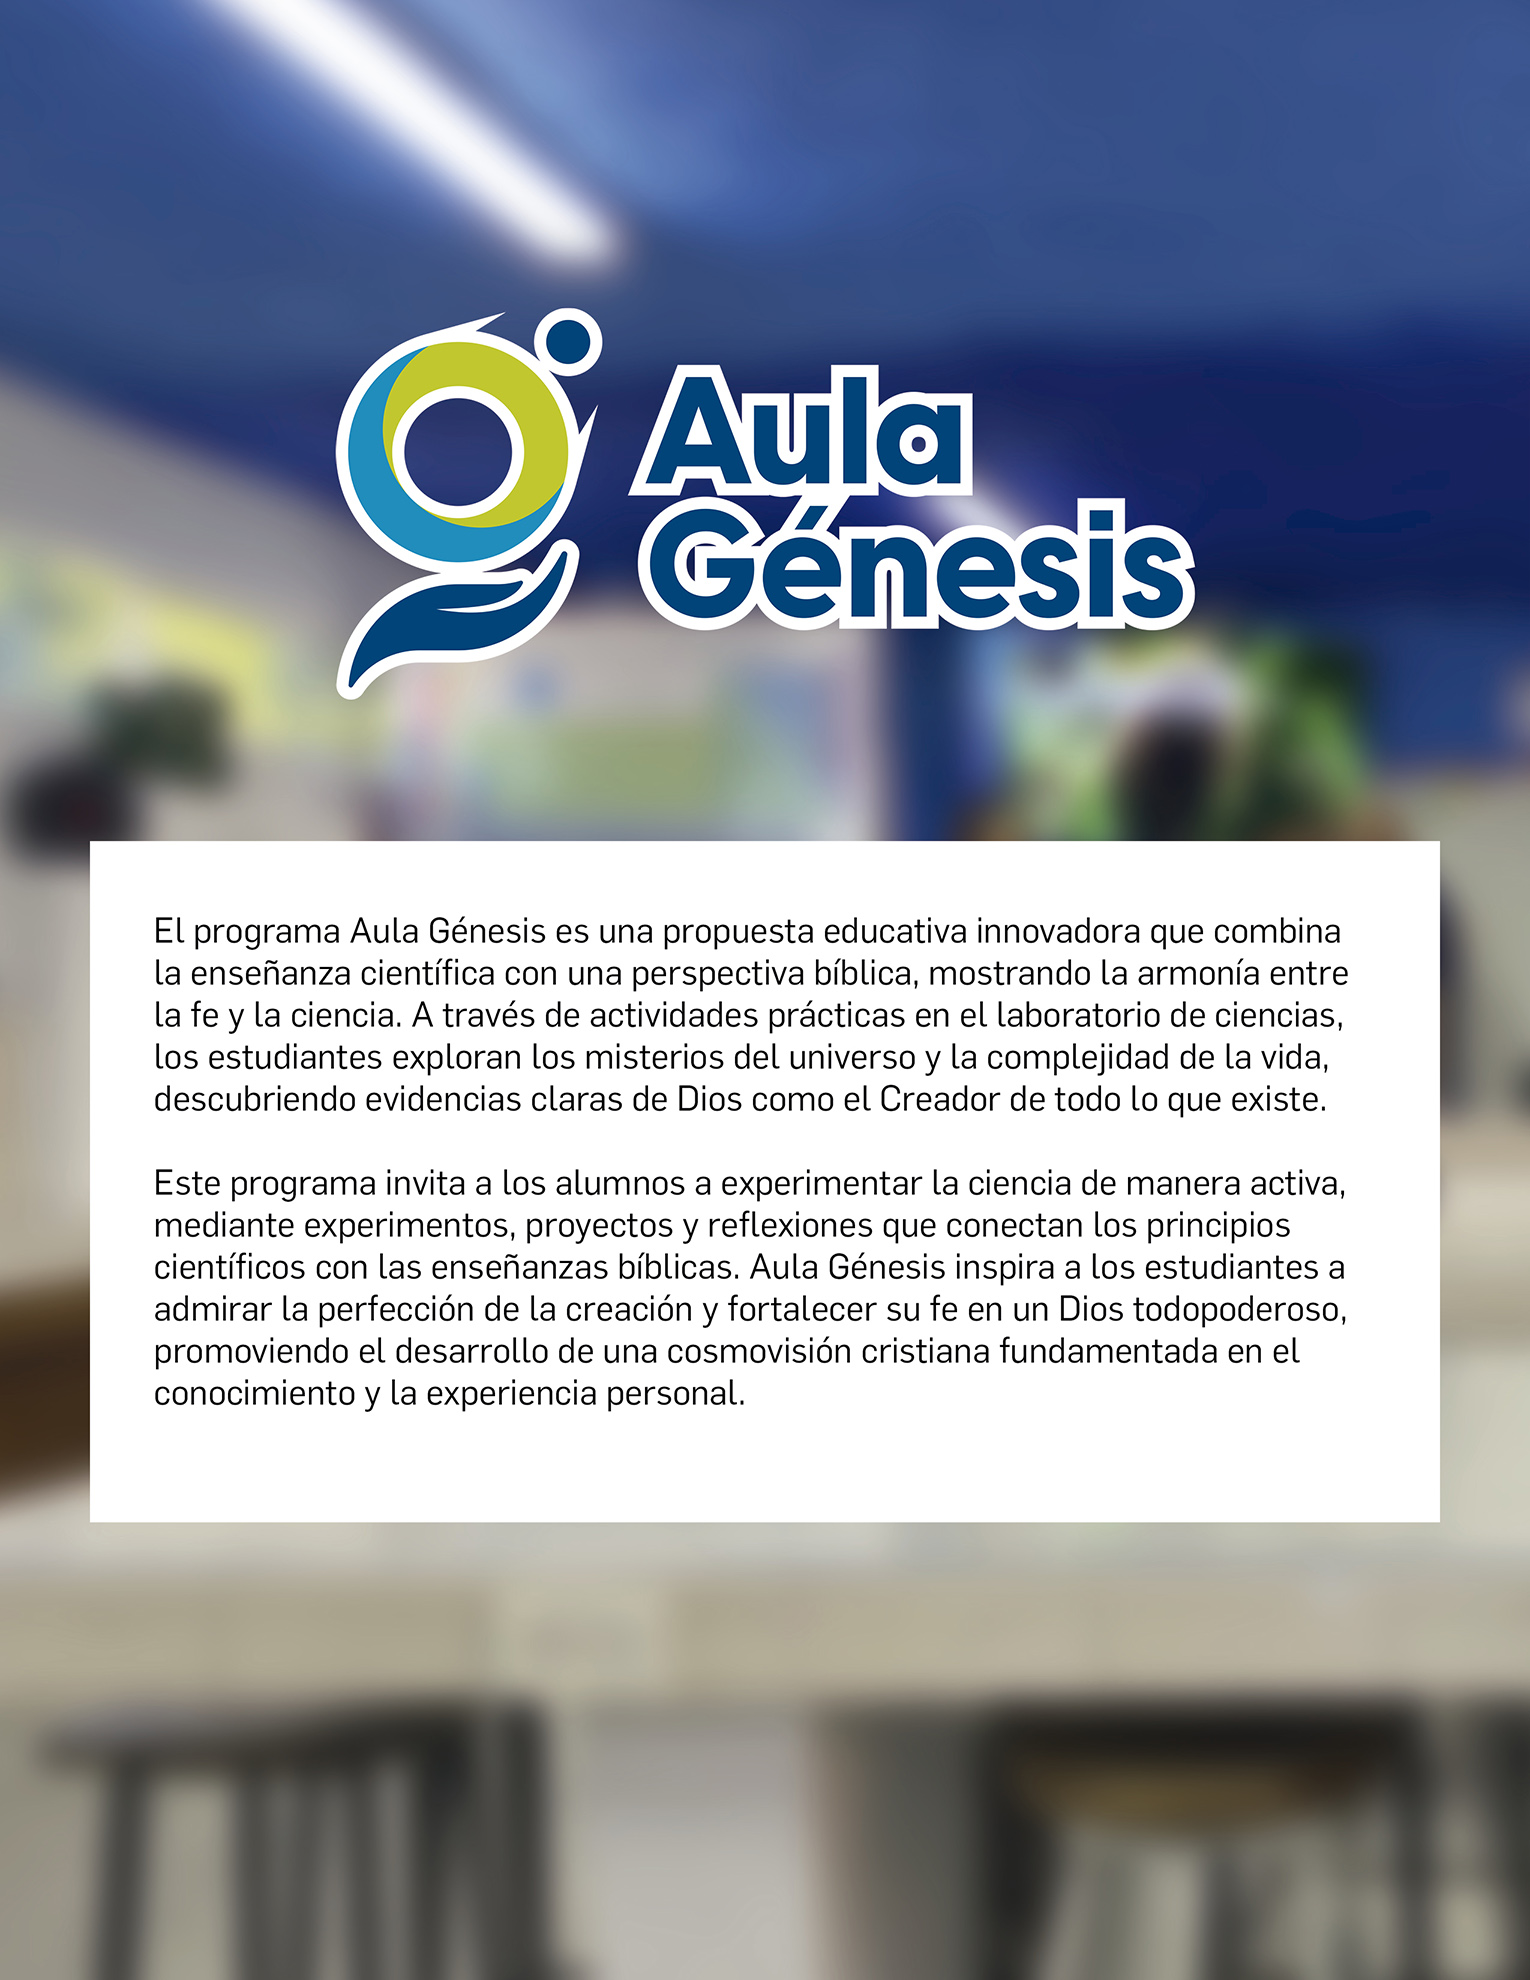 Aula
Génesis
El programa Aula Génesis es una propuesta educativa innovadora que combina
la enseñanza científica con una perspectiva bíblica, mostrando la armonía entre
la fe y la ciencia. A través de actividades prácticas en el laboratorio de ciencias,
los estudiantes exploran los misterios del universo y la complejidad de la vida,
descubriendo evidencias claras de Dios como el Creador de todo lo que existe.
Este programa invita a los alumnos a experimentar la ciencia de manera activa,
mediante experimentos, proyectos y reflexiones que conectan los principios
científicos con las enseñanzas bíblicas. Aula Génesis inspira a los estudiantes a
admirar la perfección de la creación y fortalecer su fe en un Dios todopoderoso,
promoviendo el desarrollo de una cosmovisión cristiana fundamentada en el
conocimiento y la experiencia personal.